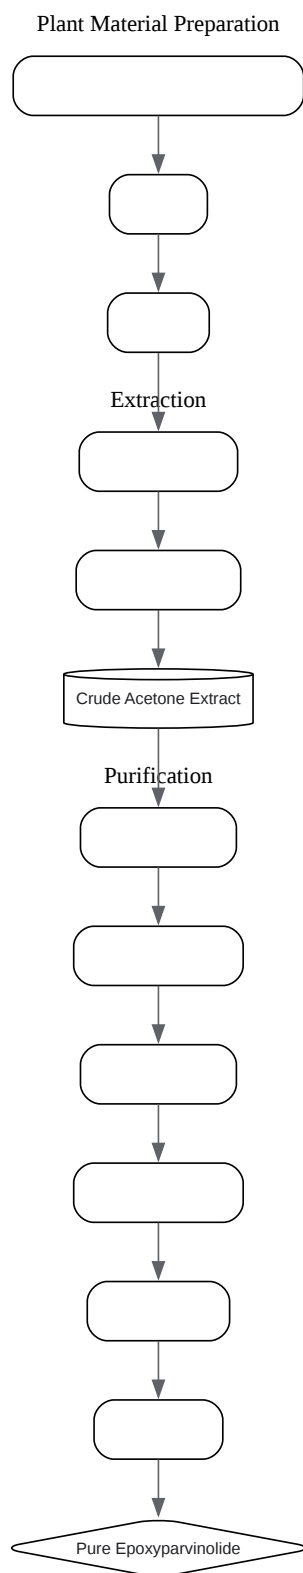 Plant Material Preparation
Extraction
Crude Acetone Extract
Purification
Pure Epoxyparvinolide